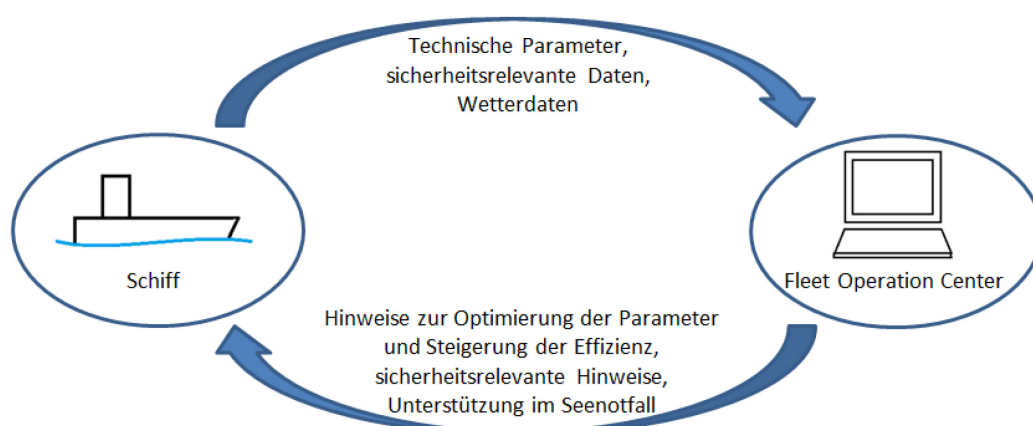 Technische Parameter,
sicherheitsrelevante Daten,
Wetterdaten
Schiff
Fleet Operation Center
Hinweise zur Optimierung der Parameter
und Steigerung der Effizienz,
sicherheitsrelevante Hinweise,
Unterstützung im Seenotfall